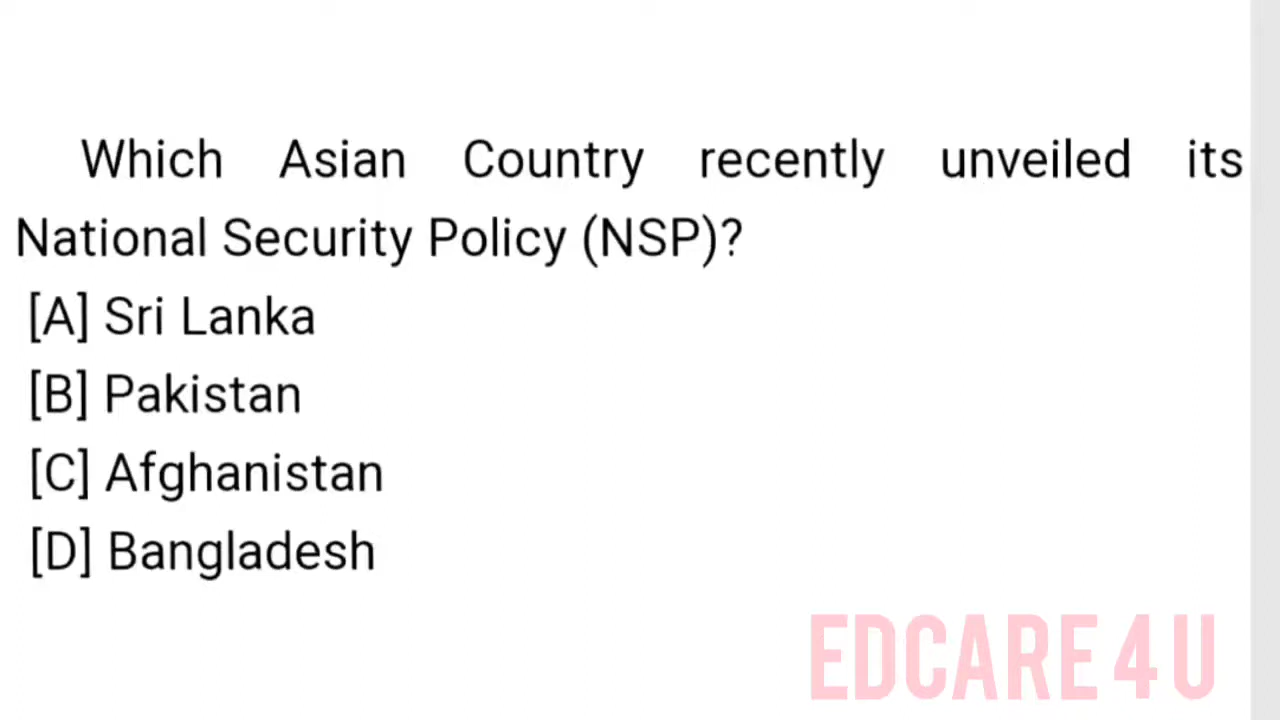 Which Asian Country recently unveiled its
National Security Policy (NSP)?
[A] Sri Lanka
[B] Pakistan
[C] Afghanistan
[D] Bangladesh
EDCARE 4 U